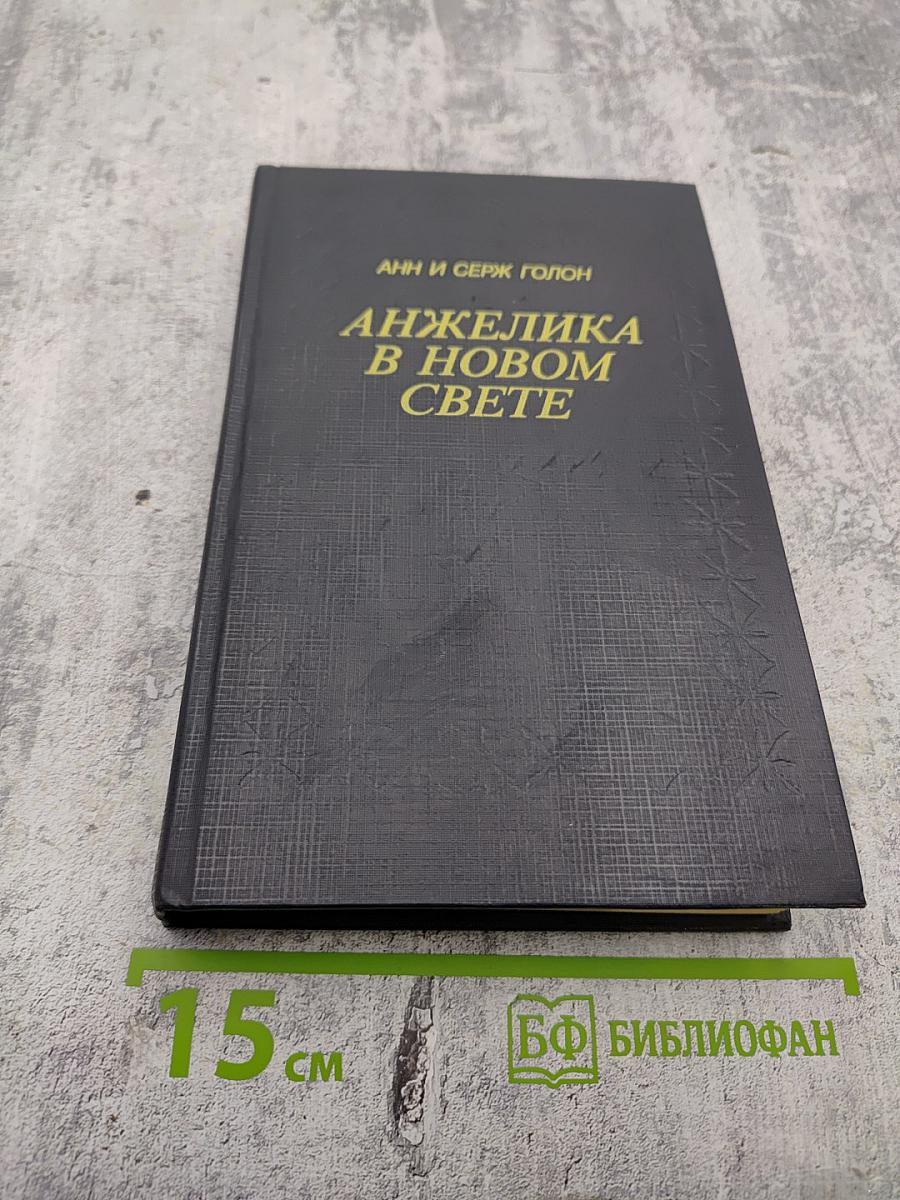 АНН И СЕРЖ ГОЛОН
АНЖЕЛИКА
В НОВОМ
СВЕТЕ
15 см
БФ БИБЛИОФАН